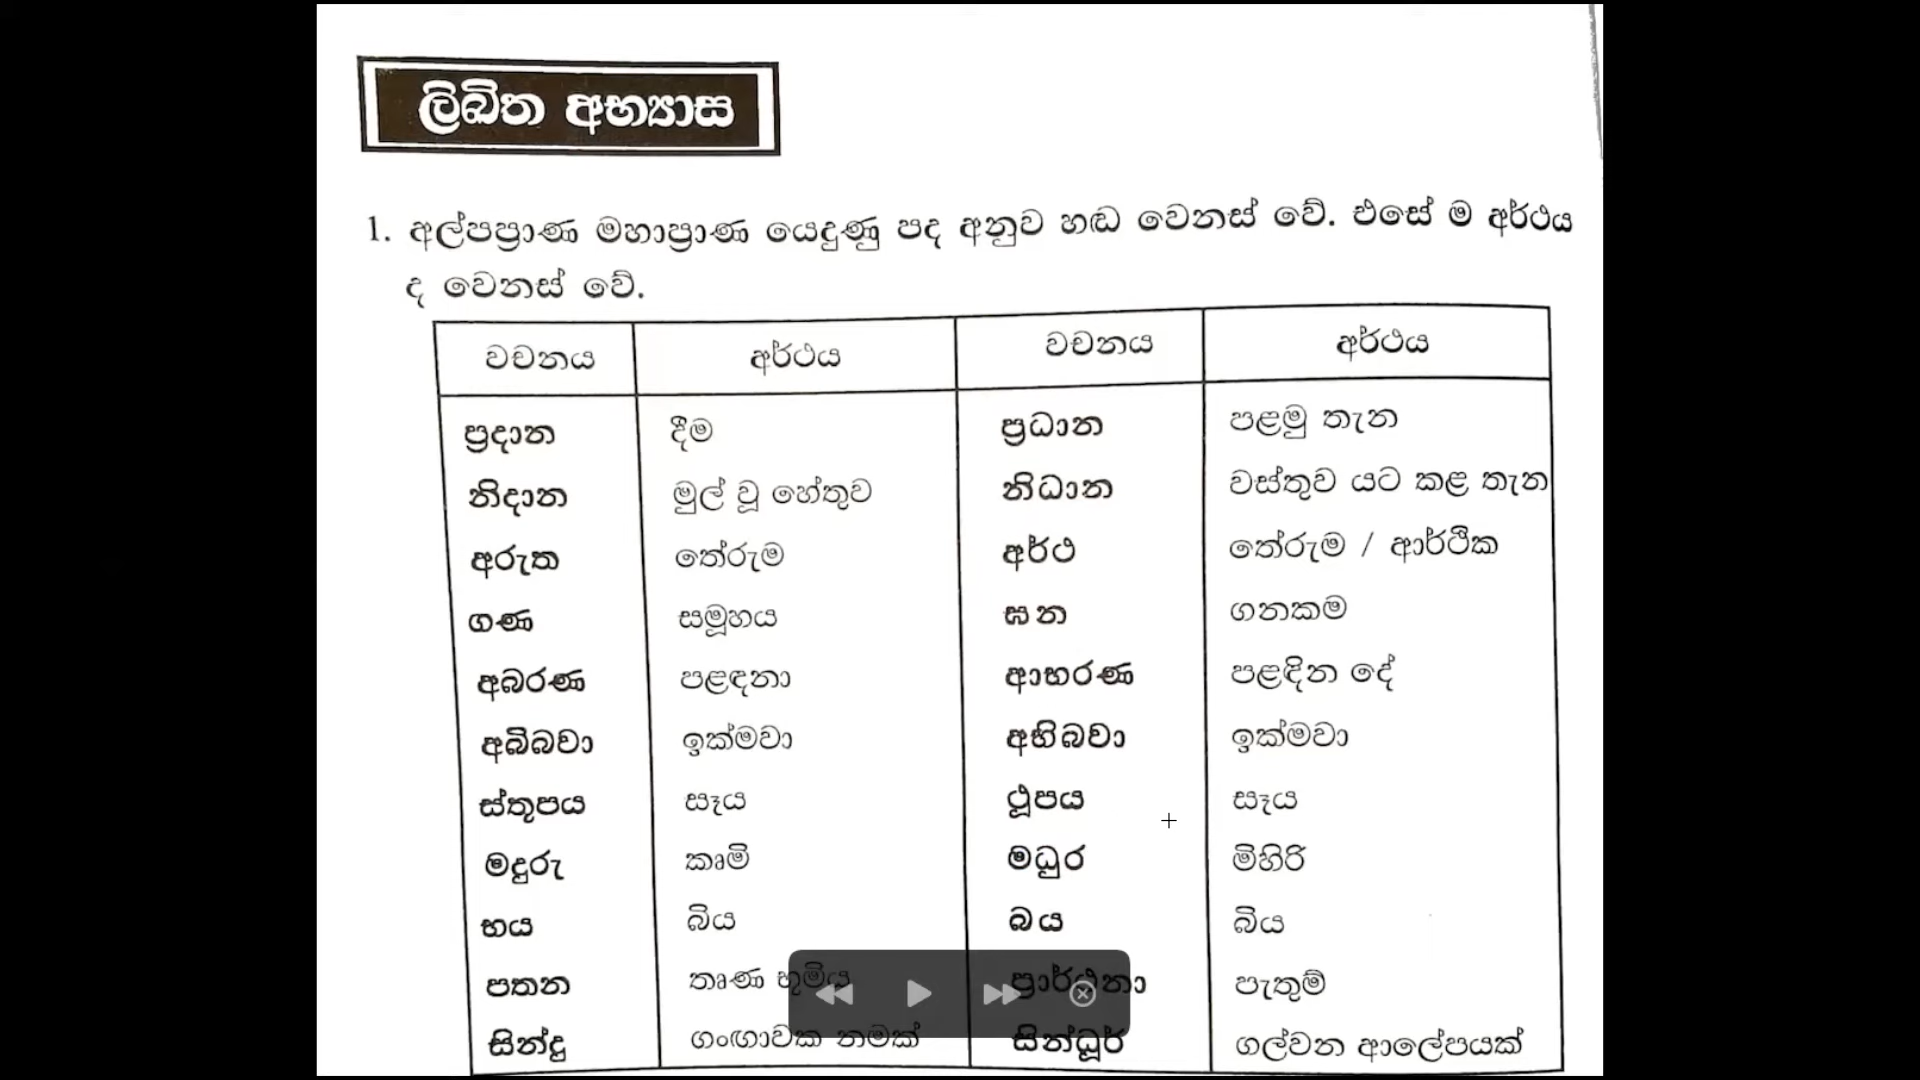 ලිඛිත අභ්‍යාස
1. අල්පප්‍රාණ මහාප්‍රාණ යෙදුණු පද අනුව හඬ වෙනස් වේ. එසේ ම අර්ථය
ද වෙනස් වේ.
වචනය අර්ථය වචනය අර්ථය
ප්‍රදාන දීම ප්‍රධාන පළමු තැන
නිදාන මුල් වූ හේතුව නිධාන වස්තුව යට කළ තැන
අරුත තේරුම අර්ථ තේරුම / ආර්ථික
ගණ සමූහය ඝන ගනකම
අබරණ පළඳනා ආභරණ පළඳින දේ
අබිබවා ඉක්මවා අභිබවා ඉක්මවා
ස්තූපය සෑය ථූපය සෑය
මදුරු කෘමි මධුර මිහිරි
භය බිය බය බිය
පතන තෘණ භූමිය ප්‍රාර්ථනා පැතුම්
සින්දු ගංඟාවක නමක් සින්ධූර් ගල්වන ආලේපයක්